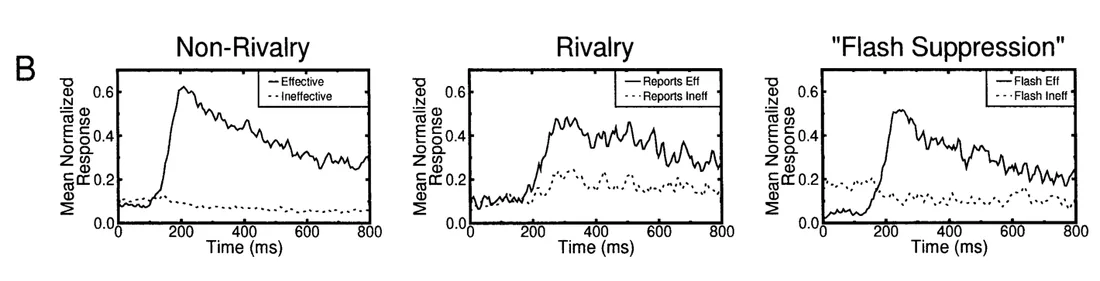 B
Non-Rivalry
Mean Normalized
Response
0.6
0.4
0.2
0.0
Effective
Ineffective
0 200 400 600 800
Time (ms)
Rivalry
Mean Normalized
Response
0.6
0.4
0.2
0.0
Reports Eff
Reports Ineff
0 200 400 600 800
Time (ms)
"Flash Suppression"
Mean Normalized
Response
0.6
0.4
0.2
0.0
Flash Eff
Flash Ineff
0 200 400 600 800
Time (ms)